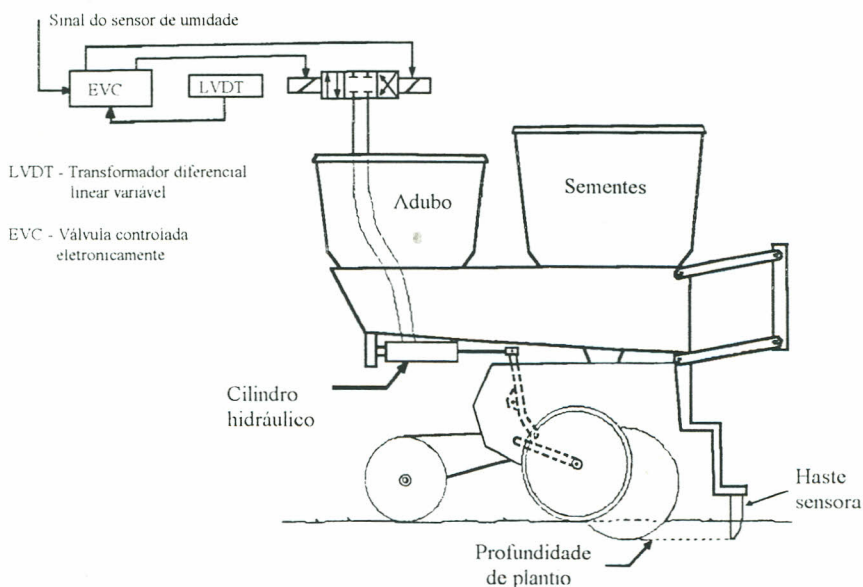 Sinal do sensor de umidade
EVC
LVDT
LVDT - Transformador diferencial
linear variável
EVC - Válvula controlada
eletronicamente
Adubo
Sementes
Cilindro
hidráulico
Haste
sensora
Profundidade
de plantio